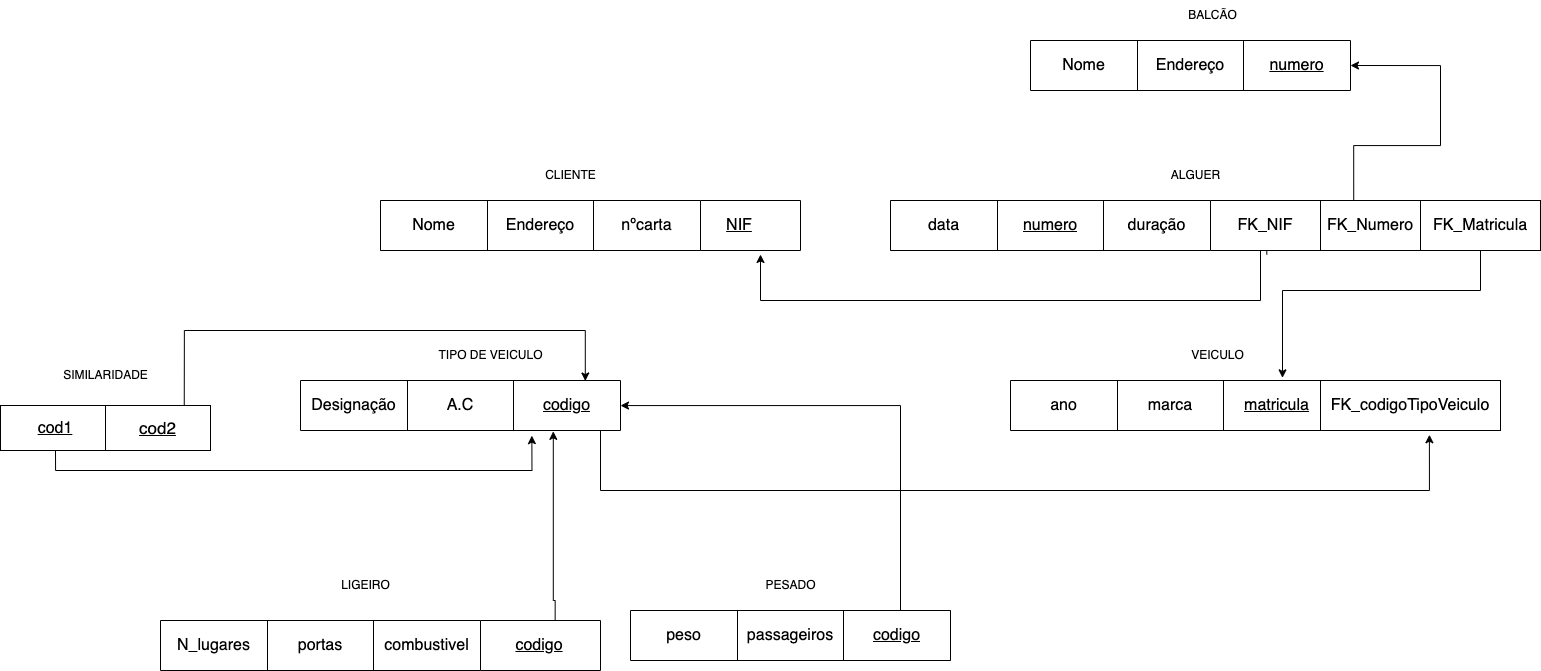 BALCÃO
Nome Endereço numero
CLIENTE
Nome Endereço nºcarta NIF
ALGUER
data numero duração FK_NIF FK_Numero FK_Matricula
SIMILARIDADE
cod1 cod2
TIPO DE VEICULO
Designação A.C codigo
VEICULO
ano marca matricula FK_codigoTipoVeiculo
LIGEIRO
N_lugares portas combustivel codigo
PESADO
peso passageiros codigo